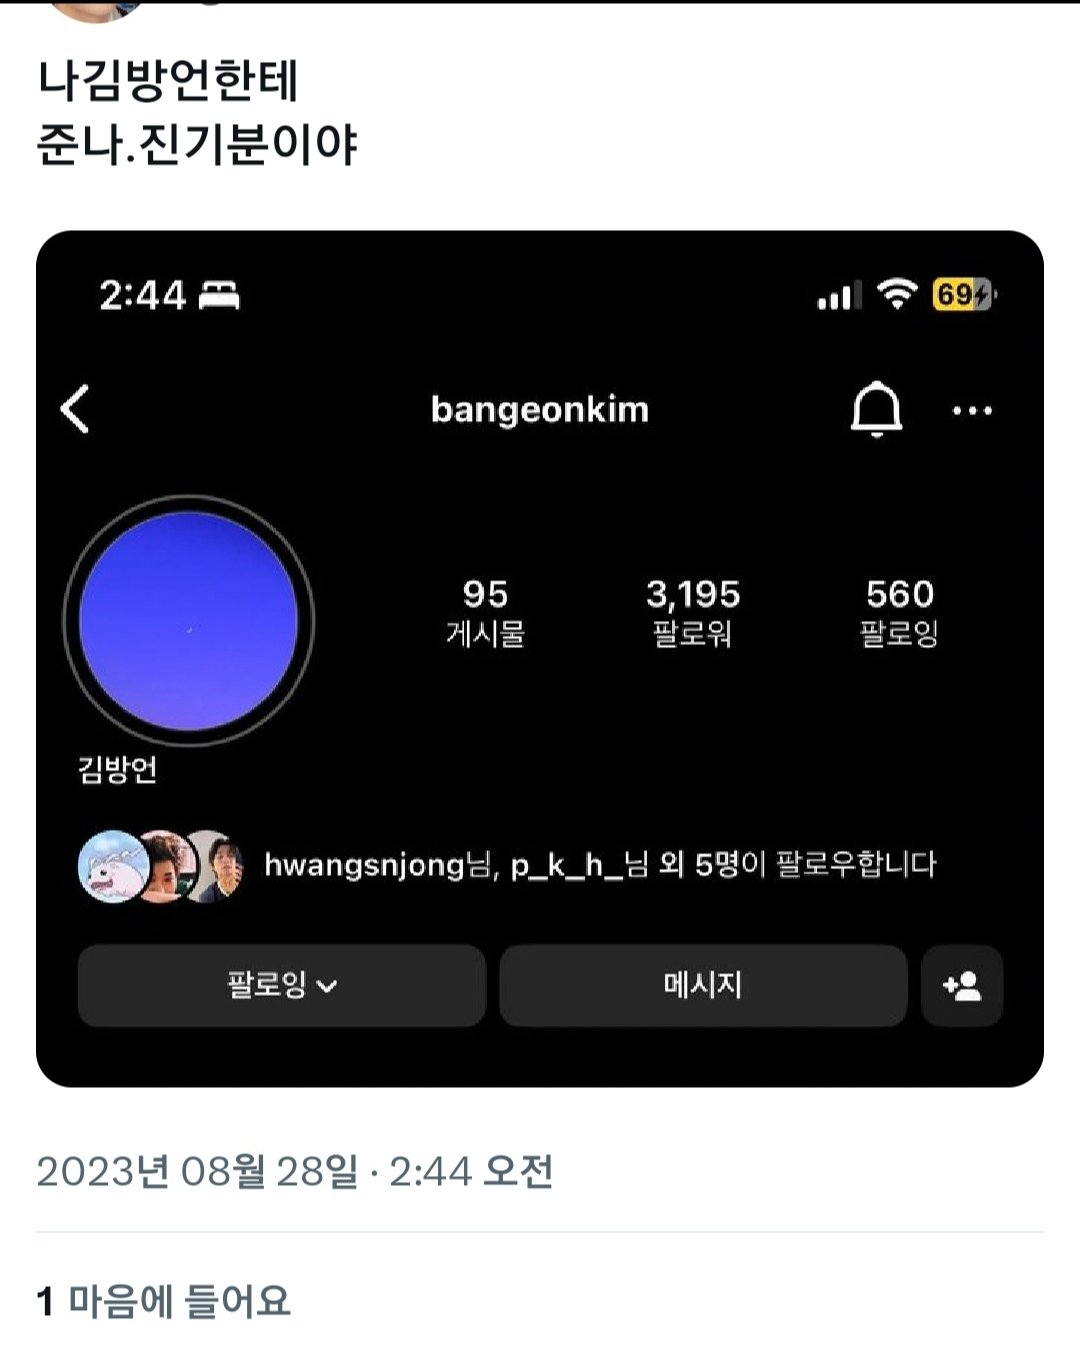 나김방언한테
준나.진기분이야
2:44
69
bangeonkim
95
3,195
560
게시물
팔로워
팔로잉
김방언
hwangsnjong님, p_k_h_님 외 5명이 팔로우합니다
팔로잉
메시지
2023년 08월 28일 · 2:44 오전
1 마음에 들어요